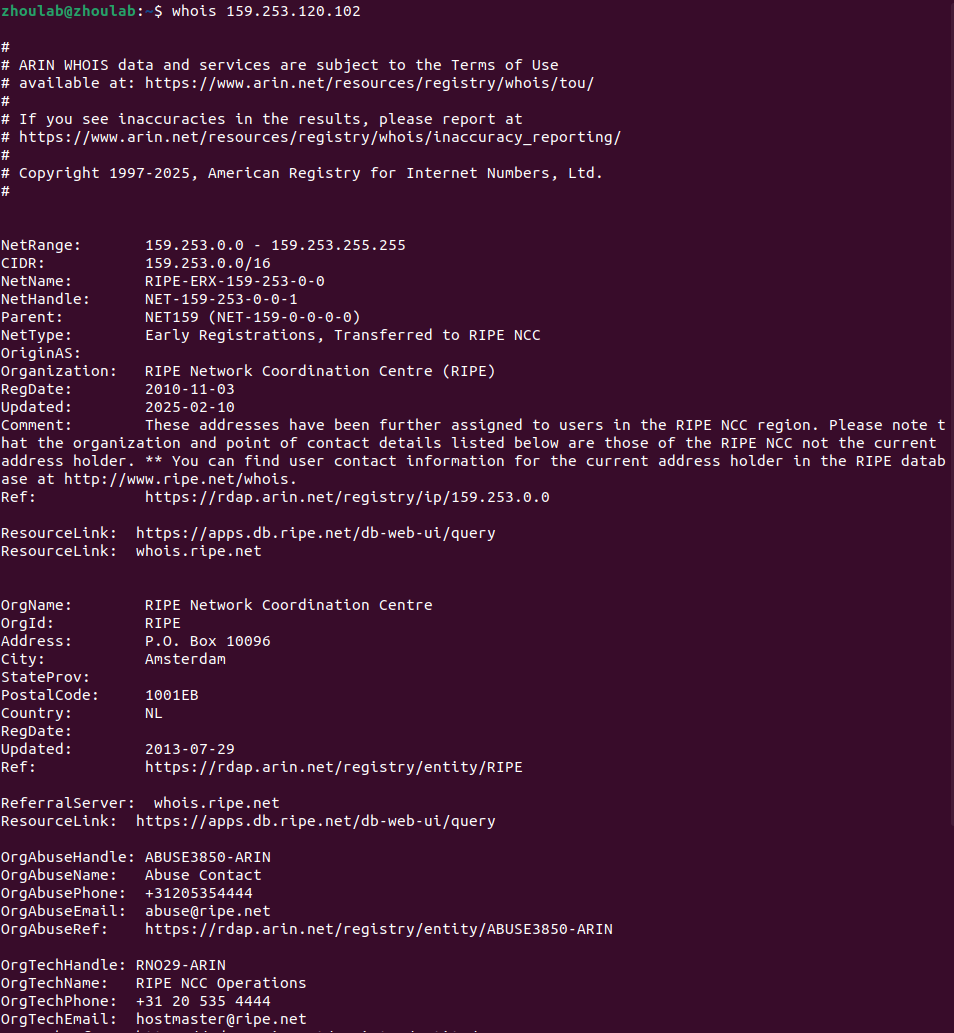 zhoulab@zhoulab:~$ whois 159.253.120.102
#
# ARIN WHOIS data and services are subject to the Terms of Use
# available at: https://www.arin.net/resources/registry/whois/tou/
#
# If you see inaccuracies in the results, please report at
# https://www.arin.net/resources/registry/whois/inaccuracy_reporting/
#
# Copyright 1997-2025, American Registry for Internet Numbers, Ltd.
#
NetRange:       159.253.0.0 - 159.253.255.255
CIDR:           159.253.0.0/16
NetName:        RIPE-ERX-159-253-0-0
NetHandle:      NET-159-253-0-0-1
Parent:         NET159 (NET-159-0-0-0-0)
NetType:        Early Registrations, Transferred to RIPE NCC
OriginAS:
Organization:   RIPE Network Coordination Centre (RIPE)
RegDate:        2010-11-03
Updated:        2025-02-10
Comment:        These addresses have been further assigned to users in the RIPE NCC region. Please note t
hat the organization and point of contact details listed below are those of the RIPE NCC not the current
address holder. ** You can find user contact information for the current address holder in the RIPE datab
ase at http://www.ripe.net/whois.
Ref:            https://rdap.arin.net/registry/ip/159.253.0.0
ResourceLink:  https://apps.db.ripe.net/db-web-ui/query
ResourceLink:  whois.ripe.net
OrgName:        RIPE Network Coordination Centre
OrgId:          RIPE
Address:        P.O. Box 10096
City:           Amsterdam
StateProv:
PostalCode:     1001EB
Country:        NL
RegDate:
Updated:        2013-07-29
Ref:            https://rdap.arin.net/registry/entity/RIPE
ReferralServer:  whois.ripe.net
ResourceLink:  https://apps.db.ripe.net/db-web-ui/query
OrgAbuseHandle: ABUSE3850-ARIN
OrgAbuseName:   Abuse Contact
OrgAbusePhone:  +31205354444
OrgAbuseEmail:  abuse@ripe.net
OrgAbuseRef:    https://rdap.arin.net/registry/entity/ABUSE3850-ARIN
OrgTechHandle: RNO29-ARIN
OrgTechName:   RIPE NCC Operations
OrgTechPhone:  +31 20 535 4444
OrgTechEmail:  hostmaster@ripe.net